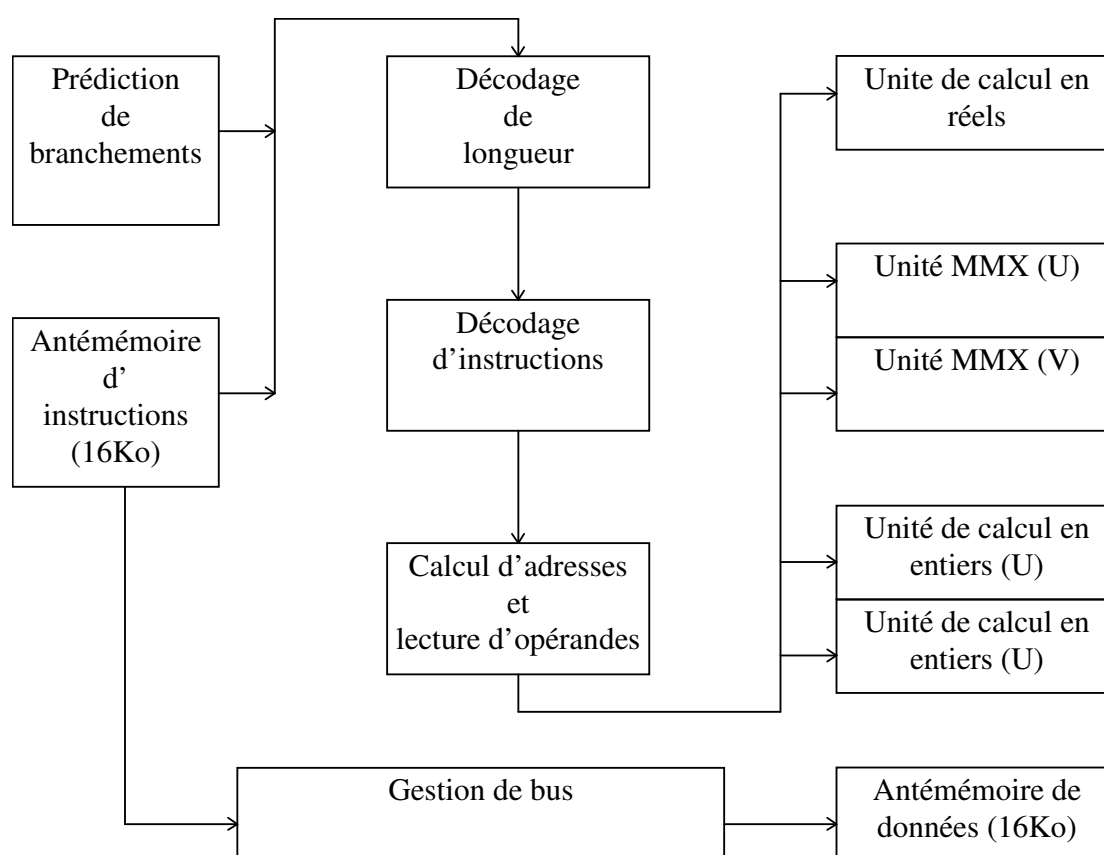 Prédiction
de
branchements
Antémémoire
d'
instructions
(16Ko)
Décodage
de
longueur
Décodage
d'instructions
Calcul d'adresses
et
lecture d'opérandes
Unite de calcul en
réels
Unité MMX (U)
Unité MMX (V)
Unité de calcul en
entiers (U)
Unité de calcul en
entiers (U)
Gestion de bus
Antémémoire de
données (16Ko)